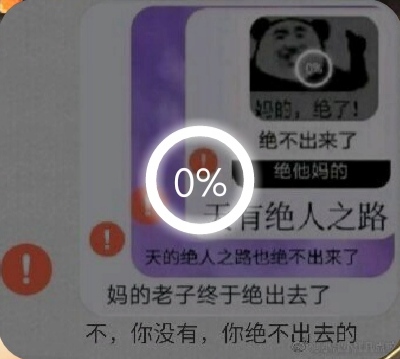 0%
妈的，绝了!
绝不出来了
绝他妈的
0%
天有绝人之路
天的绝人之路也绝不出来了
妈的老子终于绝出去了
不，你没有，你绝不出去的